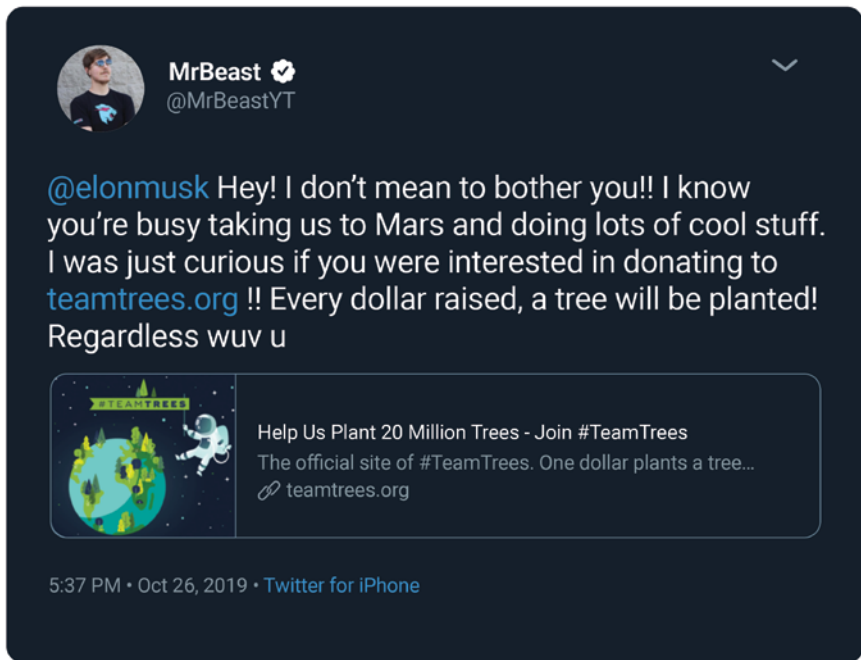 MrBeast
@MrBeastYT
@elonmusk Hey! I don’t mean to bother you!! I know
you’re busy taking us to Mars and doing lots of cool stuff.
I was just curious if you were interested in donating to
teamtrees.org !! Every dollar raised, a tree will be planted!
Regardless wuv u
#TEAMTREES
Help Us Plant 20 Million Trees - Join #TeamTrees
The official site of #TeamTrees. One dollar plants a tree...
teamtrees.org
5:37 PM • Oct 26, 2019 • Twitter for iPhone